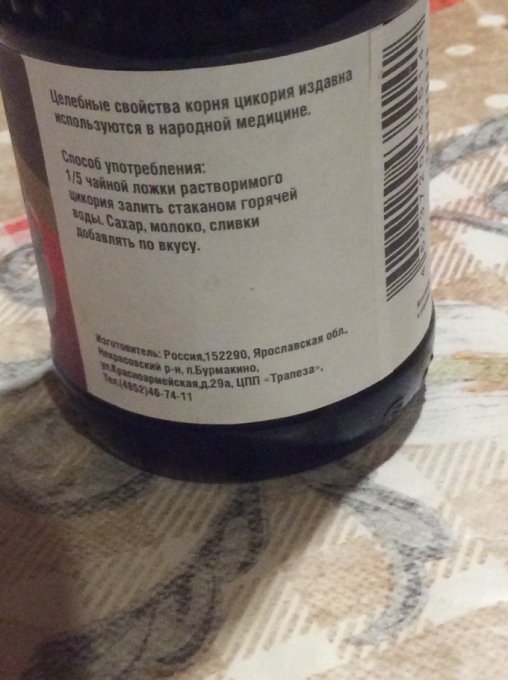 Целебные свойства корня цикория издавна
используются в народной медицине.
Способ употребления:
1/5 чайной ложки растворимого
цикория залить стаканом горячей
воды. Сахар, молоко, сливки
добавлять по вкусу.
Изготовитель: Россия,152290, Ярославская обл.,
Некрасовский р-н, п.Бурмакино,
ул.Красноармейская,д.29а, ЦПП «Трапеза».
Тел.(4852)46-74-11